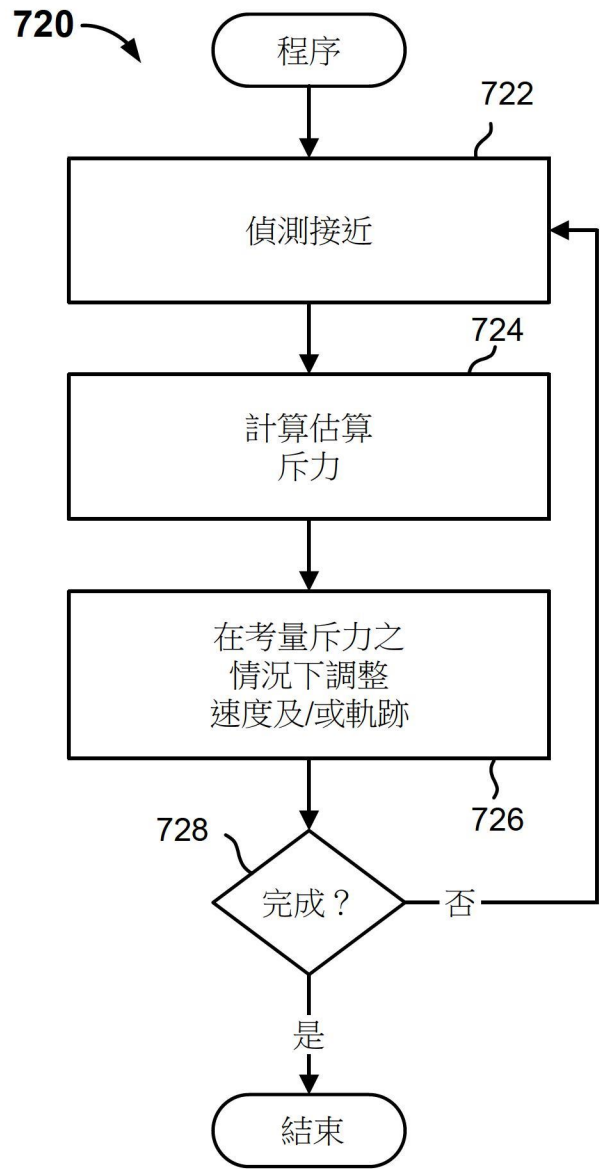 720
程序
722
偵測接近
724
計算估算
斥力
在考量斥力之
情況下調整
速度及/或軌跡
726
728
完成？
否
是
結束